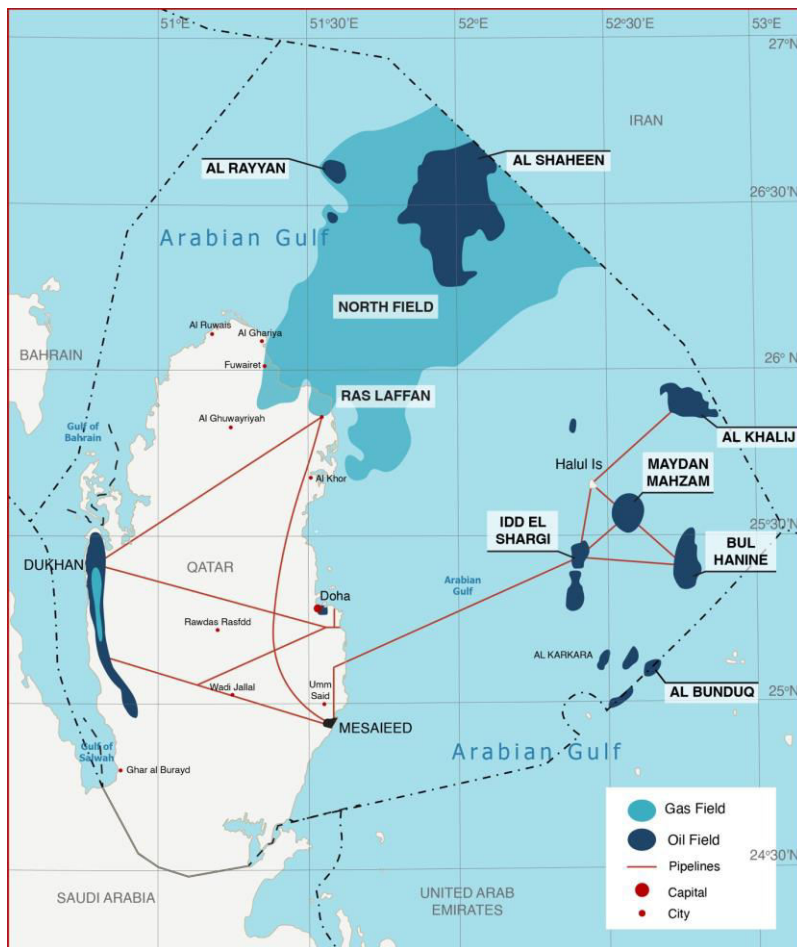 51°E
51°30'E
52°E
52°30'E
53°E
27°N
IRAN
AL RAYYAN
AL SHAHEEN
26°30'N
Arabian Gulf
NORTH FIELD
Al Ruwais
Al Ghariya
BAHRAIN
Fuwairet
26° N
RAS LAFFAN
Al Ghuwayriyah
Gulf of
Bahrain
AL KHALIJ
Halul Is
MAYDAN
MAHZAM
Al Khor
IDD EL
SHARGI
25°30'N
BUL
HANINE
DUKHAN
QATAR
Arabian
Gulf
Doha
Rawdas Rasfdd
AL KARKARA
Wadi Jallal
Umm
Said
AL BUNDUQ
25°N
MESAIEED
Gulf of
Salwah
Arabian Gulf
Ghar al Burayd
Gas Field
Oil Field
Pipelines
Capital
City
24°30'N
SAUDI ARABIA
UNITED ARAB
EMIRATES